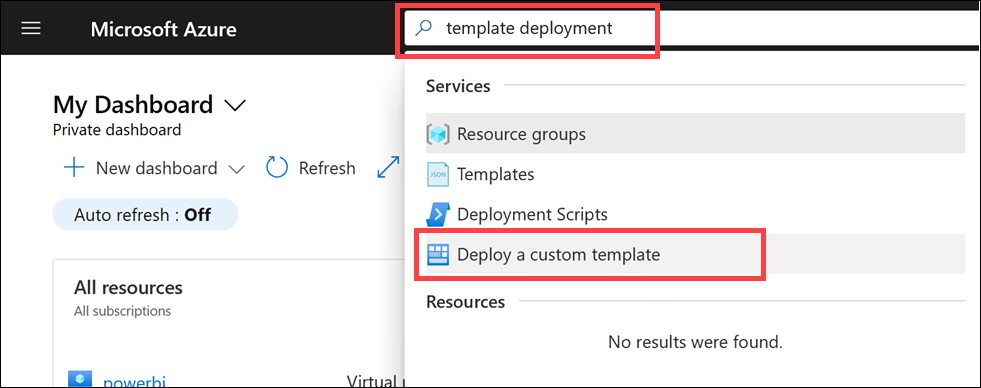 Microsoft Azure
template deployment
Services
Resource groups
JSON
Templates
Deployment Scripts
Deploy a custom template
Resources
No results were found.
My Dashboard
Private dashboard
New dashboard
Refresh
Auto refresh : Off
All resources
All subscriptions
powerbi
Virtual